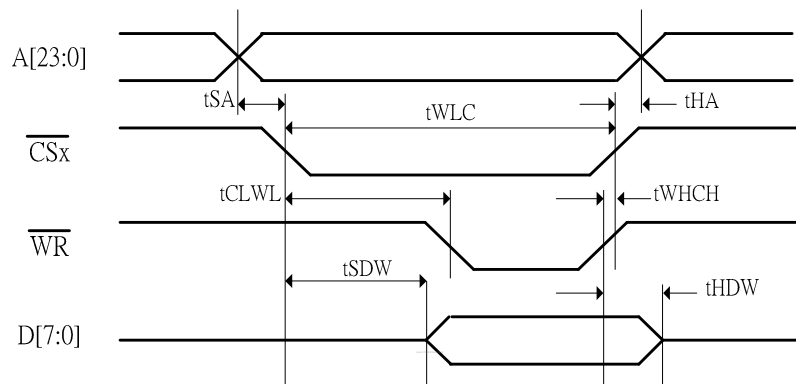 A[23:0]
tSA
tWLC
tHA
CSx
tCLWL
tWHCH
WR
tSDW
tHDW
D[7:0]